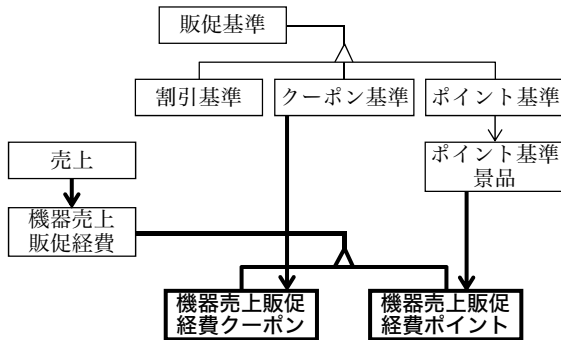 販促基準
割引基準
クーポン基準
ポイント基準
売上
ポイント基準
景品
機器売上
販促経費
機器売上販促
経費クーポン
機器売上販促
経費ポイント